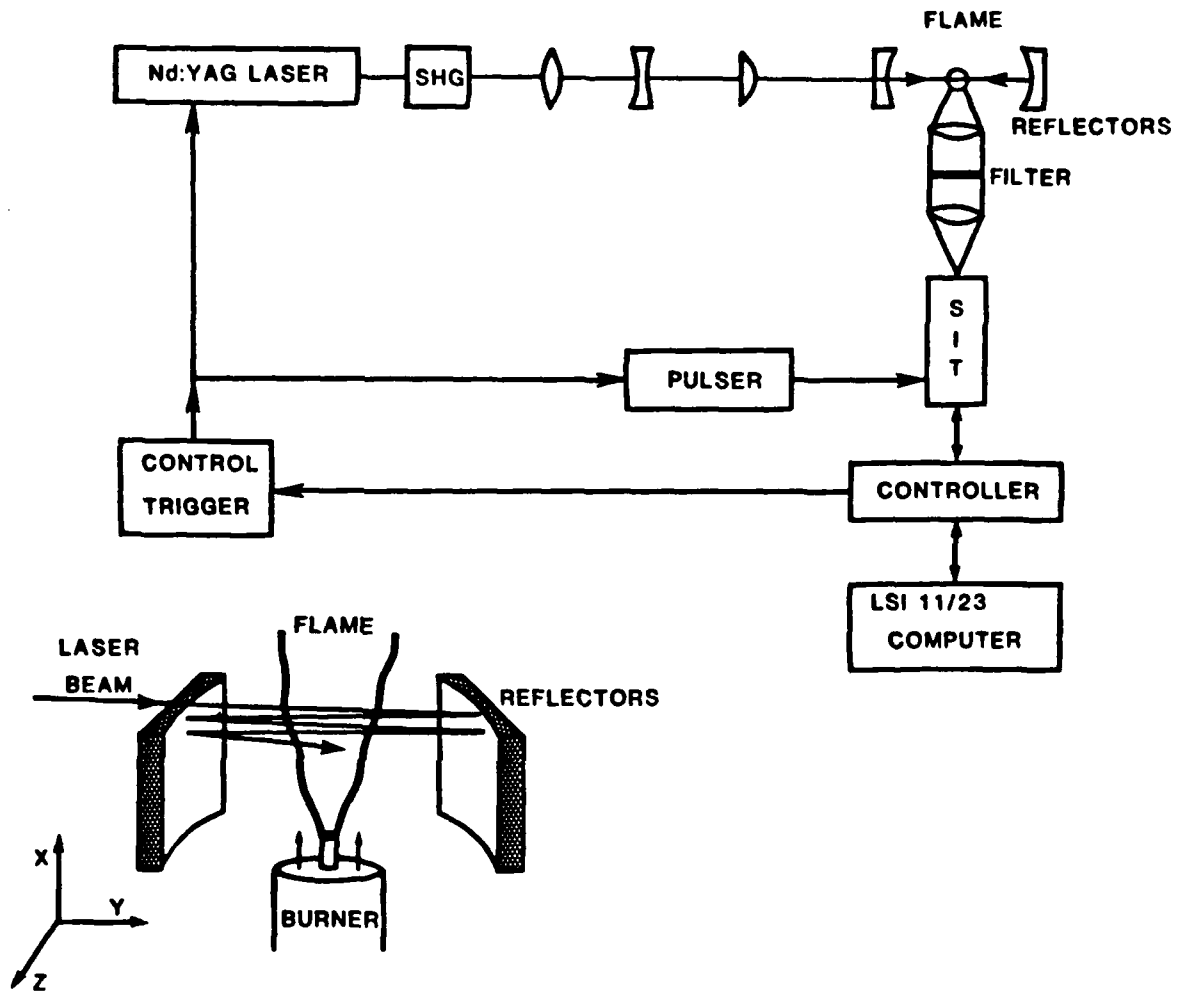 FLAME
Nd:YAG LASER
SHG
REFLECTORS
FILTER
S
I
T
PULSER
CONTROL
TRIGGER
CONTROLLER
LSI 11/23
COMPUTER
FLAME
LASER
BEAM
REFLECTORS
X
Y
Z
BURNER